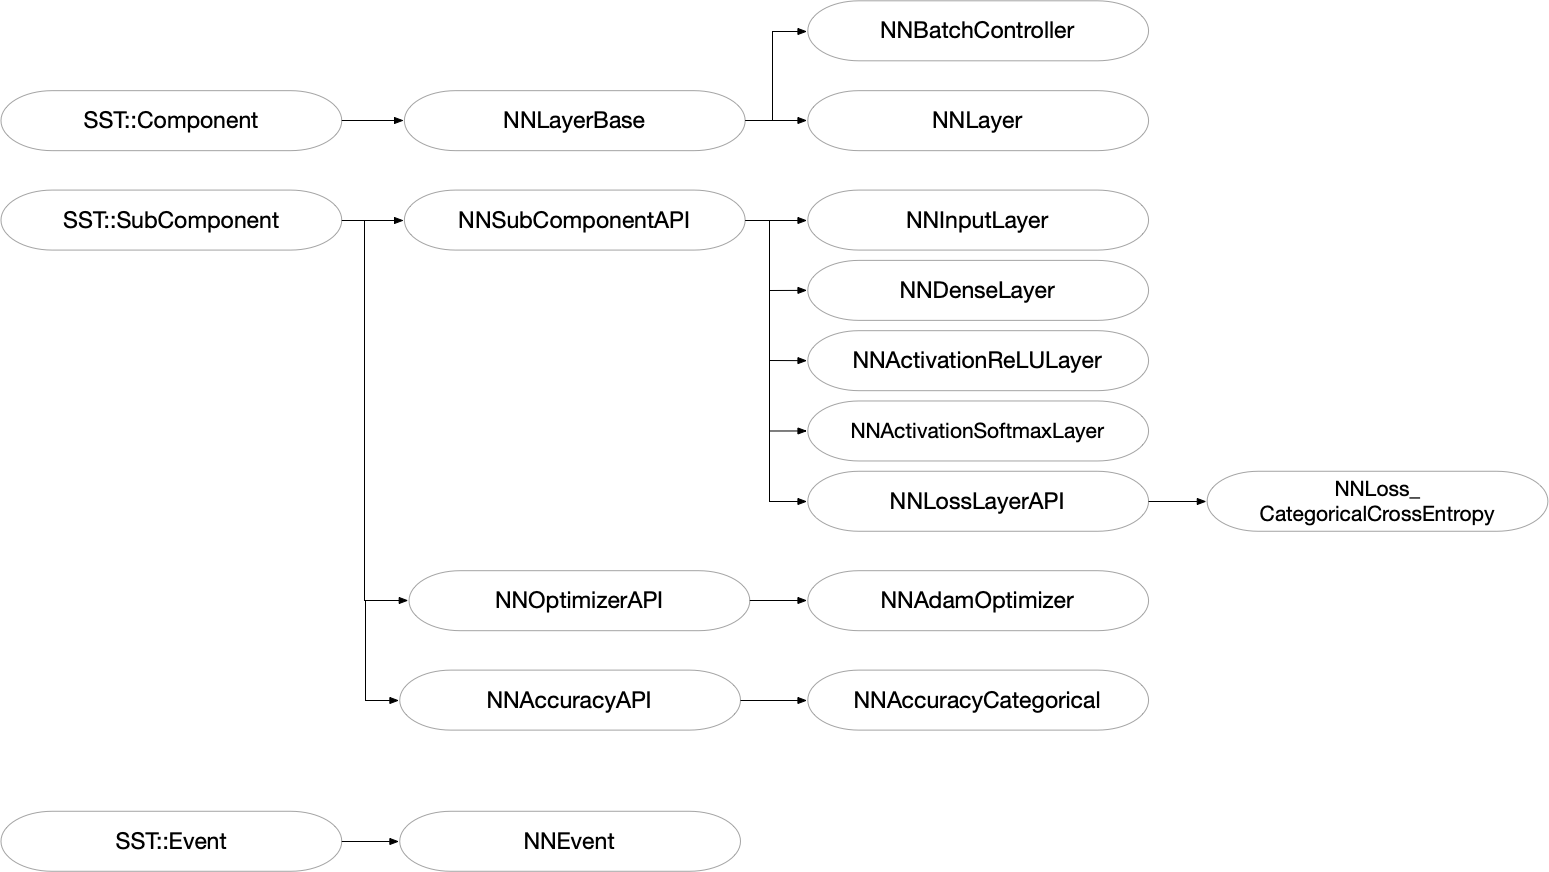 NNBatchController
SST::Component
NNLayerBase
NNLayer
SST::SubComponent
NNSubComponentAPI
NNInputLayer
NNDenseLayer
NNActivationReLULayer
NNActivationSoftmaxLayer
NNLossLayerAPI
NNLoss_
CategoricalCrossEntropy
NNOptimizerAPI
NNAdamOptimizer
NNAccuracyAPI
NNAccuracyCategorical
SST::Event
NNEvent